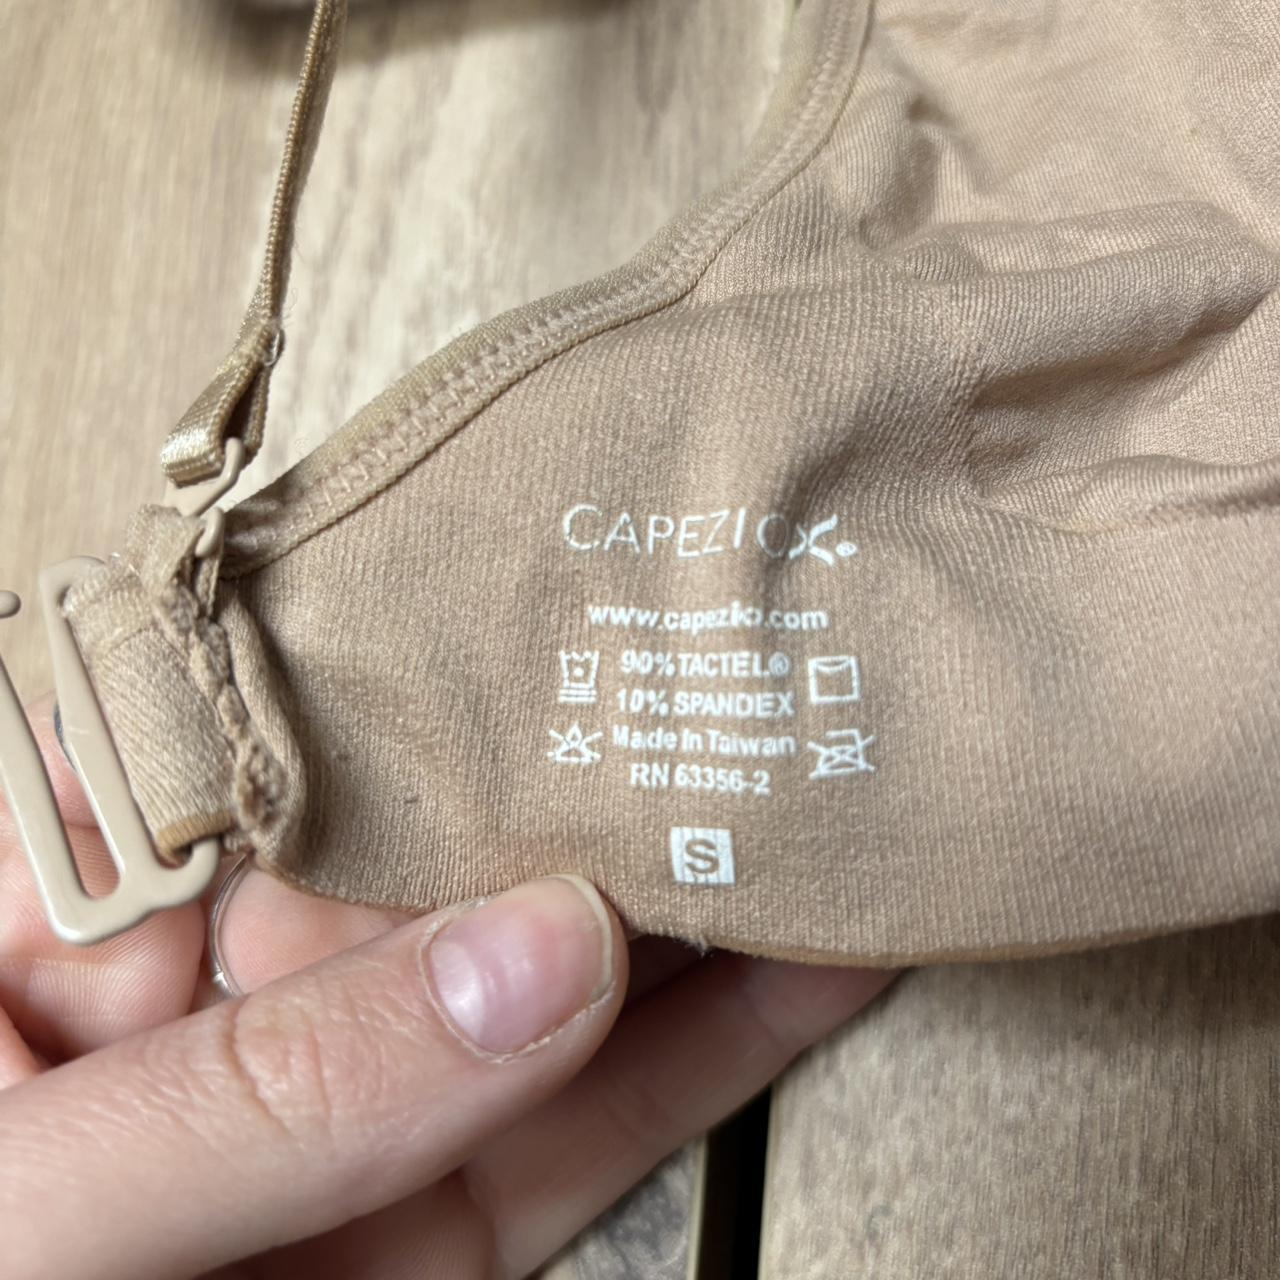 CAPEZIO®
www.capezio.com
90% TACTEL®
10% SPANDEX
Made In Taiwan
RN 63356-2
S